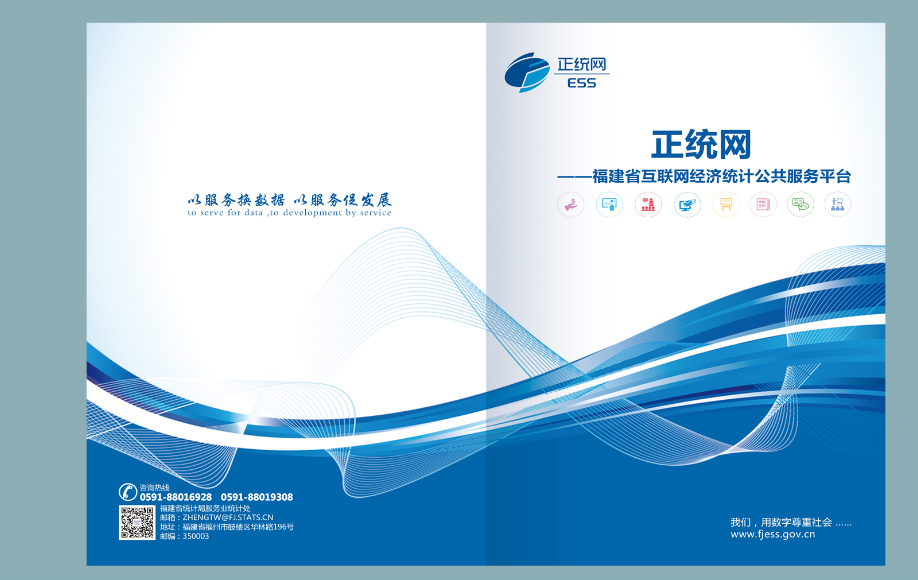 以服务换数据 以服务促发展
to serve for data ,to development by service
咨询热线
0591-88016928 0591-88019308
福建省统计局服务业统计处
邮箱：ZHENGTW@FJ.STATS.CN
地址：福建省福州市鼓楼区华林路196号
邮编：350003
正统网
ESS
正统网
——福建省互联网经济统计公共服务平台
我们，用数字尊重社会 ……
www.fjess.gov.cn